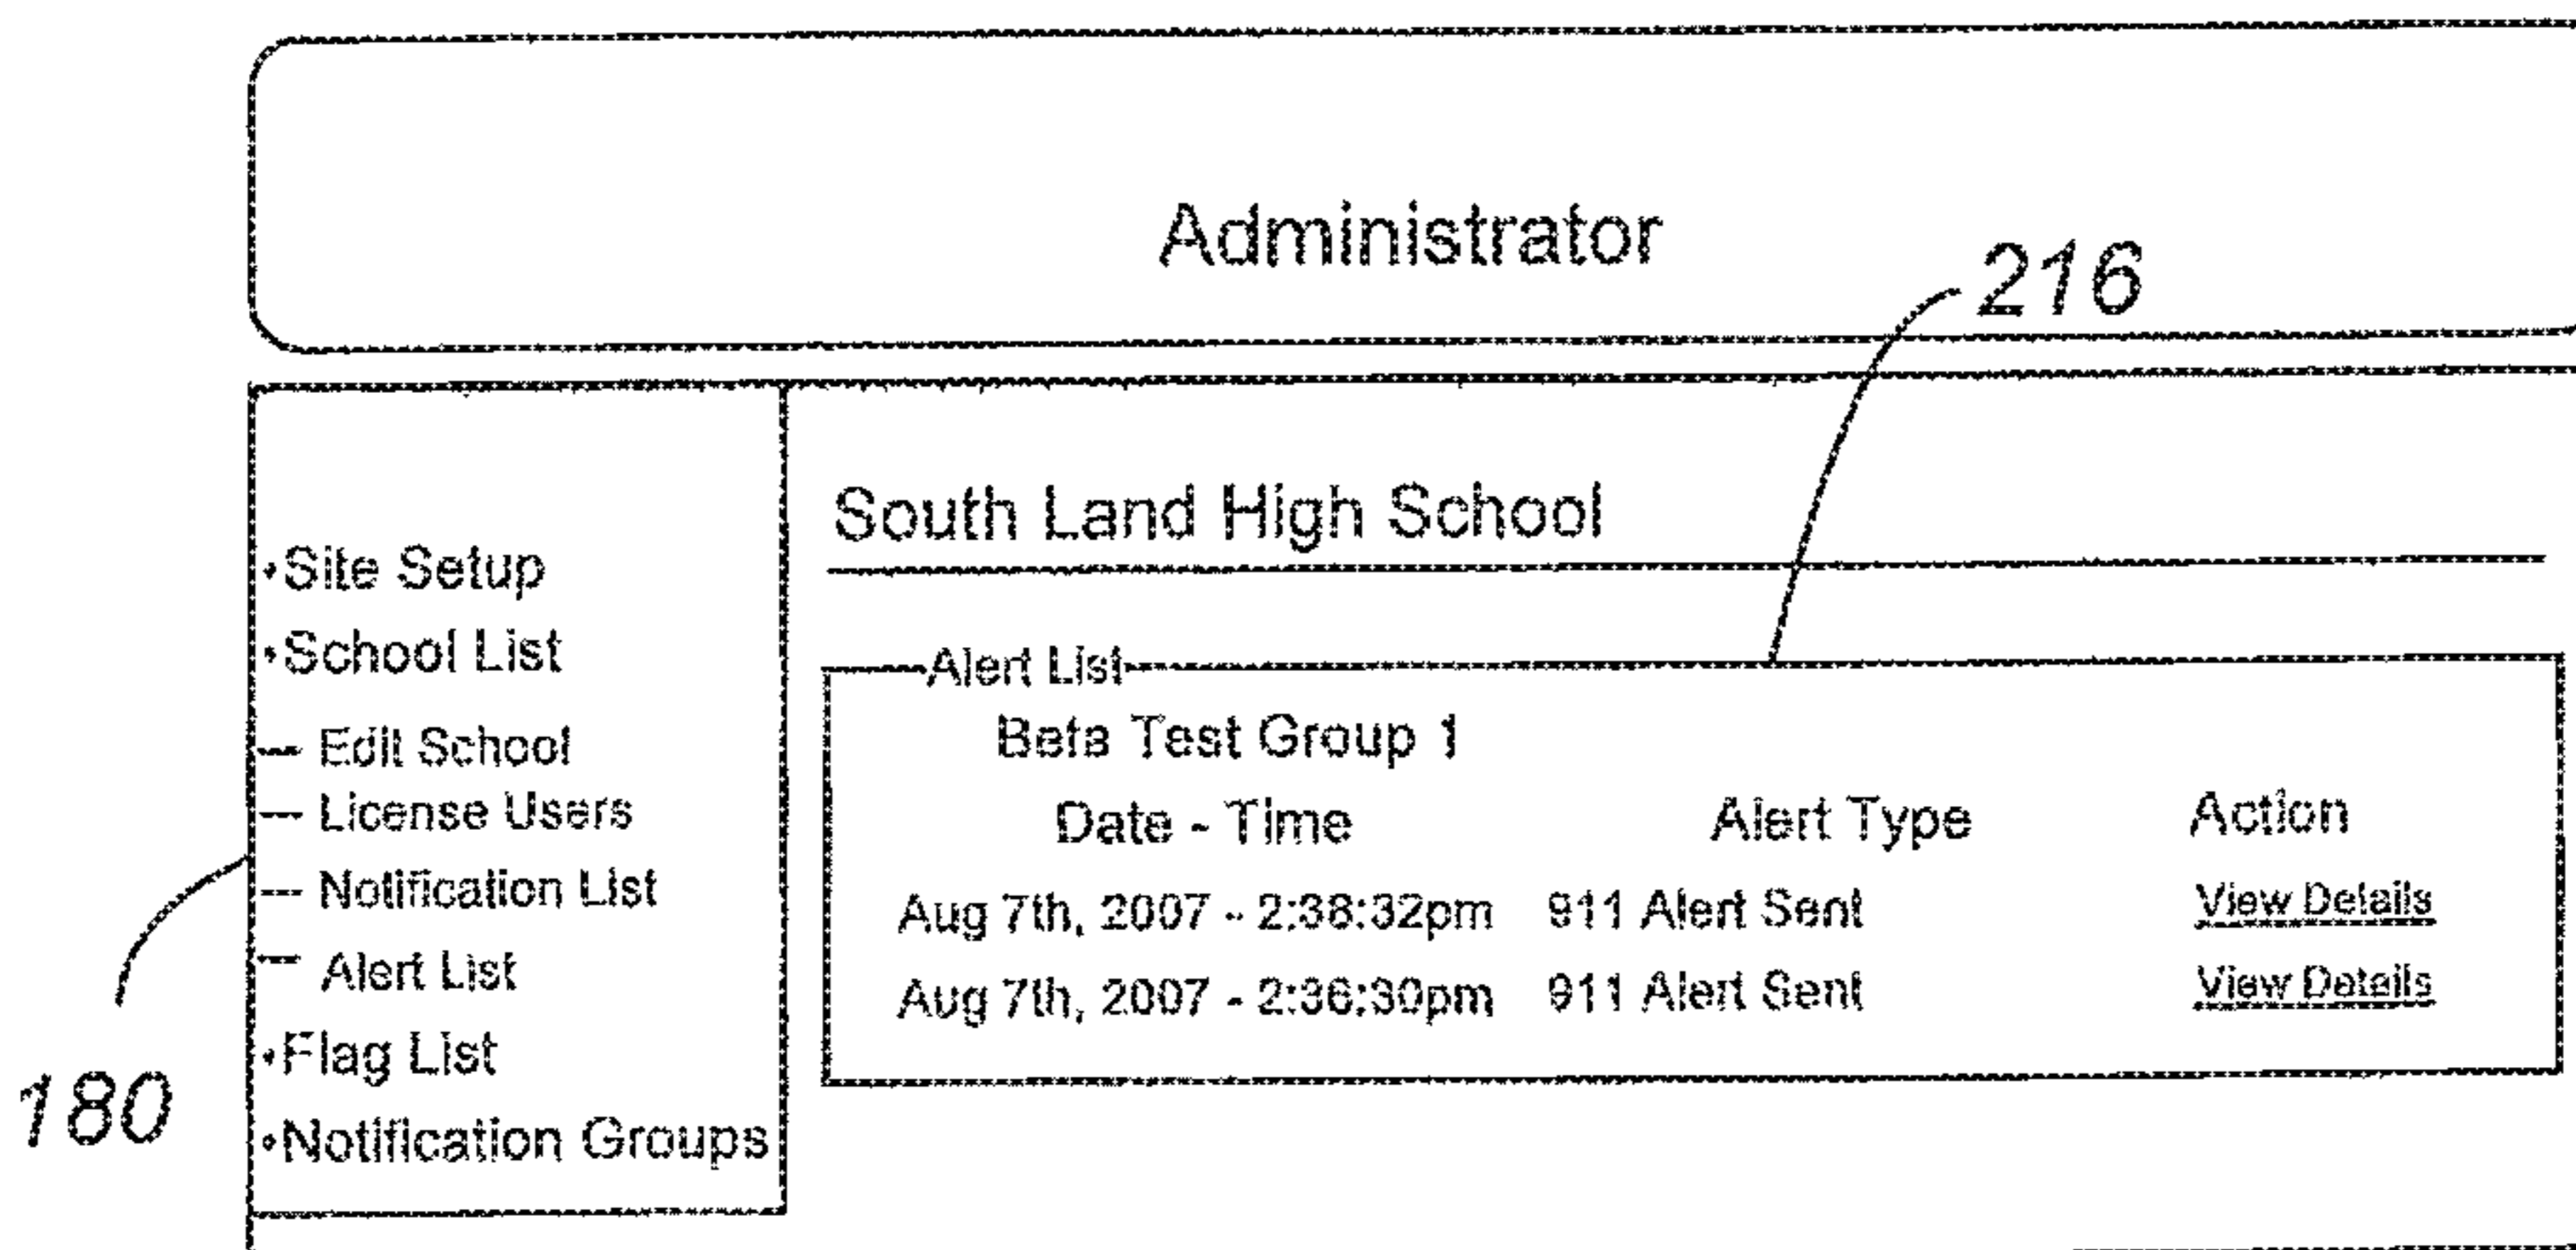 Administrator
216
180
•Site Setup
•School List
— Edit School
— License Users
— Notification List
— Alert List
•Flag List
•Notification Groups
South Land High School
Alert List
Beta Test Group 1
Date - Time Alert Type Action
Aug 7th, 2007 - 2:38:32pm 911 Alert Sent View Details
Aug 7th, 2007 - 2:36:30pm 911 Alert Sent View Details